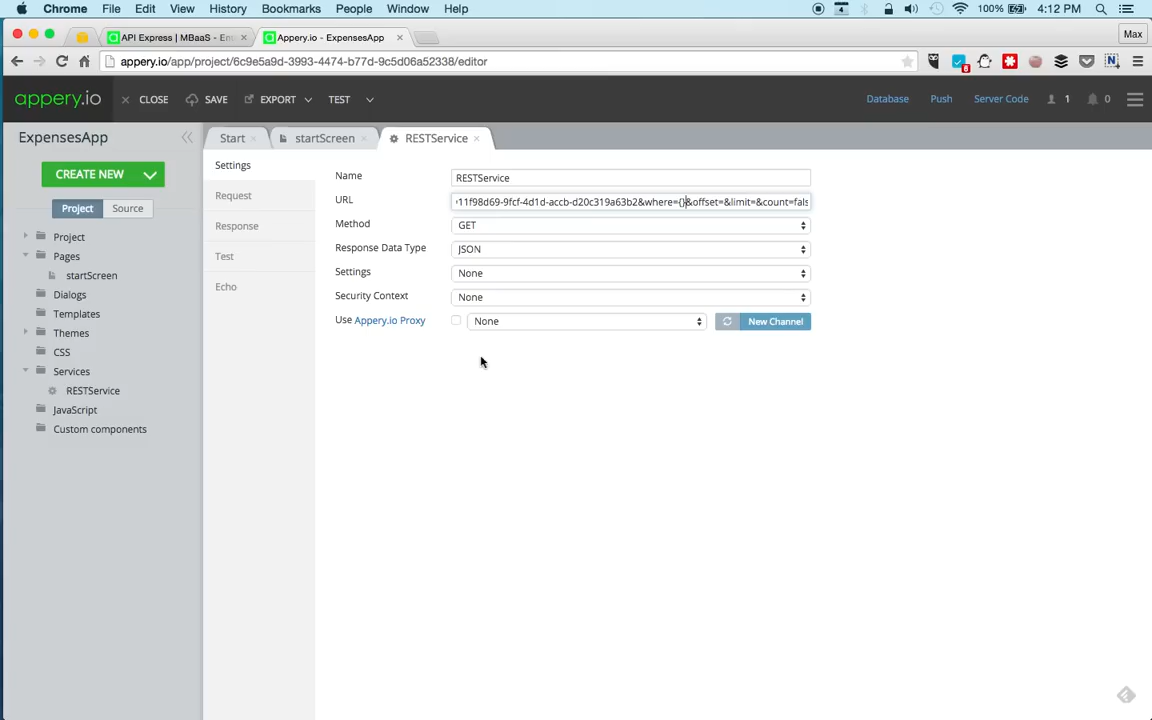 Chrome File Edit View History Bookmarks People Window Help 4 100% 4:12 PM
API Express | MBaaS - Ent Appery.io - ExpensesApp Max
appery.io/app/project/6c9e5a9d-3993-4474-b77d-9c5d06a52338/editor 8 N
appery.io CLOSE SAVE EXPORT TEST Database Push Server Code 1 0
ExpensesApp Start startScreen RESTService
CREATE NEW
Project Source
Project
Pages
startScreen
Dialogs
Templates
Themes
CSS
Services
RESTService
JavaScript
Custom components
Settings
Request
Response
Test
Echo
Name RESTService
URL 11f98d69-9fcf-4d1d-accb-d20c319a63b2&where={}&offset=&limit=&count=fals
Method GET
Response Data Type JSON
Settings None
Security Context None
Use Appery.io Proxy None New Channel